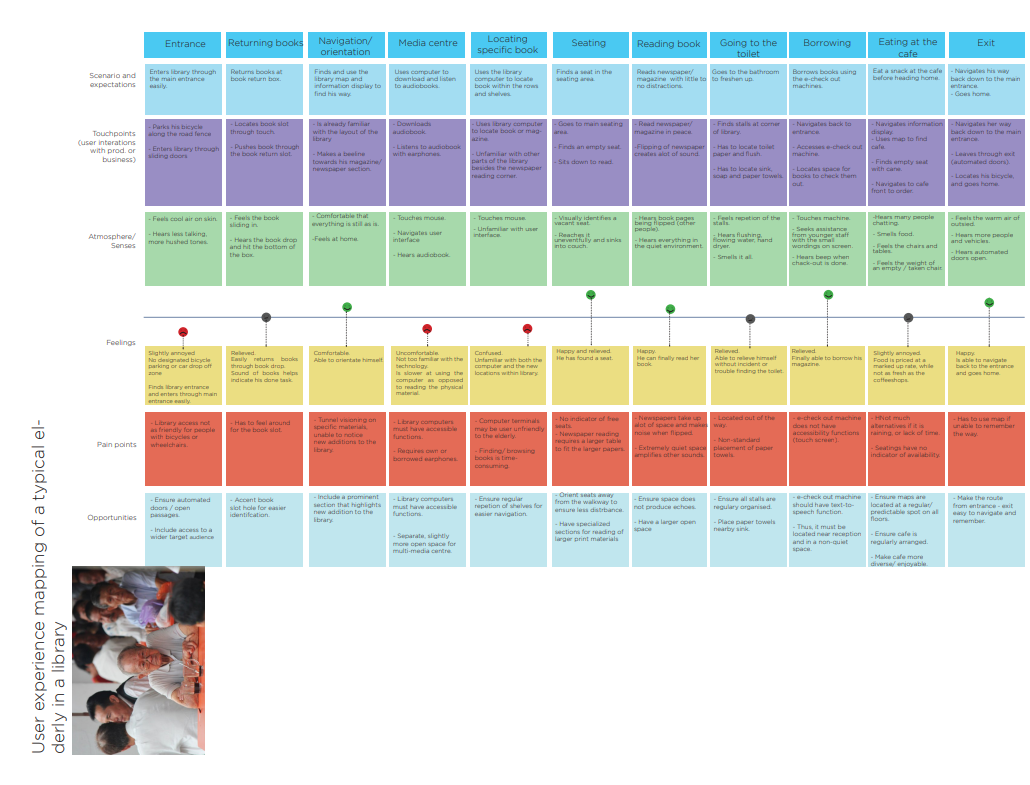 User experience mapping of a typical el-
derly in a library
Entrance
Returning books
Navigation/
orientation
Media centre
Locating
specific book
Seating
Reading book
Going to the
toilet
Borrowing
Eating at the
cafe
Exit
Scenario and
expectations
Enters library through
the main entrance
easily.
Returns books at
book return box.
Finds and use the
library map and
information display to
find his way.
Uses computer to
download and listen
to audiobooks.
Uses the library
computer to locate
book within the rows
and shelves.
Finds a seat in the
seating area.
Reads newspaper/
magazine with little to
no distractions.
Goes to the bathroom
to freshen up.
Borrows books using
the e-check out
machines.
Eat a snack at the cafe
before heading home.
- Navigates his way
back down to the main
entrance.
- Goes home.
Touchpoints
(user interations
with prod. or
business)
- Parks his bicycle
along the road fence
- Enters library through
sliding doors
- Locates book slot
through touch.
- Pushes book through
the book return slot.
- Is already familiar
with the layout of the
library
- Makes a beeline
towards his magazine/
newspaper section.
- Downloads
audiobook.
- Listens to audiobook
with earphones.
- Uses library computer
to locate book or mag-
azine.
- Unfamiliar with other
parts of the library
besides the newspaper
reading corner.
- Goes to main seating
area.
- Finds an empty seat.
- Sits down to read.
- Read newspaper/
magazine in peace.
-Flipping of newspaper
creates alot of sound.
- Finds stalls at corner
of library.
- Has to locate toilet
paper and flush.
- Has to locate sink,
soap and paper towels.
- Navigates back to
entrance.
- Accesses e-check out
machine.
- Locates space for
books to check them
out.
- Navigates information
display.
- Uses map to find
cafe.
- Finds empty seat
with cane
- Navigates to cafe
front to order.
- Navigates her way
back down to the main
entrance.
- Leaves through exit
(automated doors).
- Locates his bicycle,
and goes home.
Atmosphere/
Senses
- Feels cool air on skin.
- Hears less talking,
more hushed tones.
- Feels the book
sliding in.
- Hears the book drop
and hit the bottom of
the box.
- Comfortable that
everything is still as is.
-Feels at home.
- Touches mouse.
- Navigates user
interface
- Hears audiobook.
- Touches mouse.
- Unfamiliar with user
interface.
- Visually identifies a
vacant seat.
- Reaches it
uneventfully and sinks
into couch.
- Hears book pages
being flipped (other
people).
- Hears everything in
the quiet environment.
- Feels repetion of the
stalls.
- Hears flushing,
flowing water, hand
dryer.
- Smells it all.
- Touches machine.
- Seeks assistance
from younger staff
with the small
wordings on screen.
- Hears beep when
chack-out is done.
-Hears many people
chatting.
- Smells food.
- Feels the chairs and
tables.
- Feels the weight of
an empty / taken chair.
- Feels the warm air of
outsied.
- Hears more people
and vehicles.
- Hears automated
doors open.
Feelings
Slightly annoyed
No designated bicycle
parking or car drop off
zone
Finds library entrance
and enters through main
entrance easily.
Relieved.
Easily returns books
through book drop.
Sound of books helps
indicate his done task.
Comfortable.
Able to orientate himself
Uncomfortable
Not too familiar with the
technology.
Is slower at using the
computer as opposed
to reading the physical
material.
Confused.
Unfamiliar with both the
computer and the new
locations within library.
Happy and relieved.
He has found a seat.
Happy.
He can finally read her
book.
Relieved.
Able to relieve himself
without incident or
trouble finding the toilet.
Relieved.
Finally able to borrow his
magazine.
Slightly annoyed.
Food is priced at a
marked up rate, while
not as fresh as the
coffeeshops.
Happy.
is able to navigate
back to the entrance
and goes home.
Pain points
- Library access not
as friendly for people
with bicycles or
wheelchairs.
- Has to feel around
for the book slot.
- Tunnel visioning on
specific materials,
unable to notice
new additions to the
library.
- Library computers
must have accessible
functions.
- Requires own or
borrowed earphones.
- Computer terminals
may be user unfriendly
to the elderly.
- Finding/ browsing
books is time-
consuming.
- No indicator of free
seats
- Newspaper reading
requires a larger table
to fit the larger papers.
- Newspapers take up
alot of space and makes
noise when flipped.
- Extremely quiet space
amplifies other sounds.
- Located out of the
way.
- Non-standard
placement of paper
towels.
- e-check out machine
does not have
accessibility functions
(touch screen).
- HNot much
alternatives if it is
raining, or lack of time.
- Seatings have no
indicator of availability.
- Has to use map if
unable to remember
the way.
Opportunities
- Ensure automated
doors / open
passages.
- Include access to a
wider target audience
- Accent book
slot hole for easier
identifcation.
- Include a prominent
section that highlights
new addition to the
library.
- Library computers
must have accessible
functions.
- Separate, slightly
more open space for
multi-media centre.
- Ensure regular
repetion of shelves for
easier navigation.
- Orient seats away
from the walkway to
ensure less distrbance.
- Have specialized
sections for reading of
larger print materials
- Ensure space does
not produce echoes.
- Have a larger open
space
- Ensure all stalls are
regulary organised.
- Place paper towels
nearby sink.
- e-check out machine
should have text-to-
speech function.
- Thus, it must be
located near reception
and in a non-quiet
space.
- Ensure maps are
located at a regular/
predictable spot on all
floors.
- Ensure cafe is
regularly arranged.
- Make cafe more
diverse/ enjoyable.
- Make the route
from entrance - exit
easy to navigate and
remember.